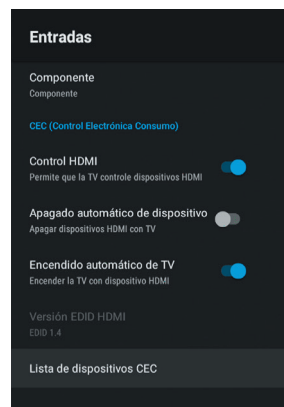 Entradas
Componente
Componente
CEC (Control Electrónica Consumo)
Control HDMI
Permite que la TV controle dispositivos HDMI
Apagado automático de dispositivo
Apagar dispositivos HDMI con TV
Encendido automático de TV
Encender la TV con dispositivo HDMI
Versión EDID HDMI
EDID 1.4
Lista de dispositivos CEC